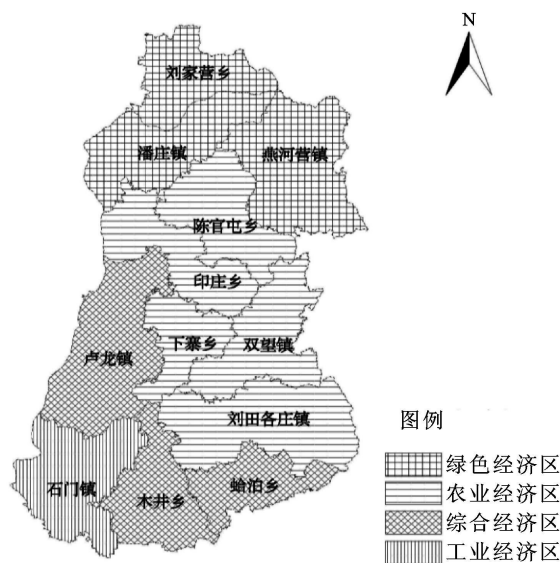 N
刘家营乡
潘庄镇
燕河营镇
陈官屯乡
印庄乡
下寨乡
双望镇
卢龙镇
刘田各庄镇
石门镇
木井乡
蛤泊乡
图例
绿色经济区
农业经济区
综合经济区
工业经济区